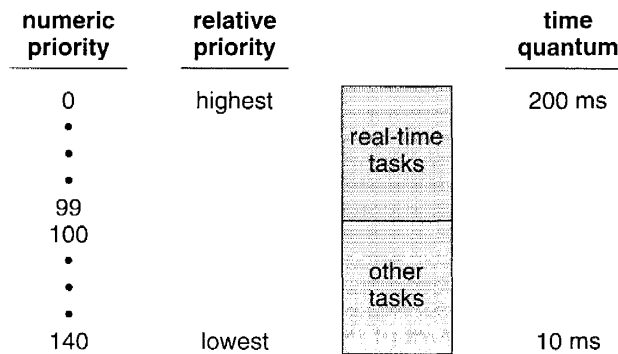 numeric priority relative priority time quantum
0 highest 200 ms
•
• real-time
• tasks
99
100
•
• other
• tasks
140 lowest 10 ms